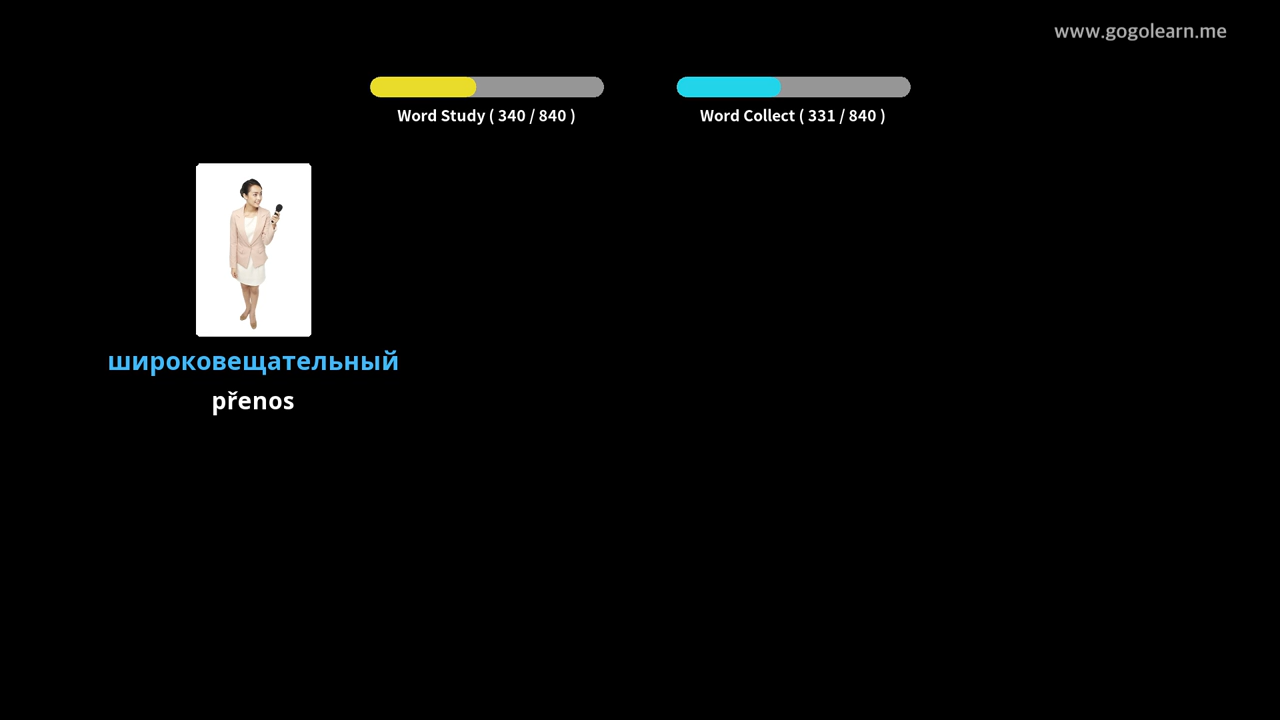 www.gogolearn.me
Word Study ( 340 / 840 )
Word Collect ( 331 / 840 )
широковещательный
přenos